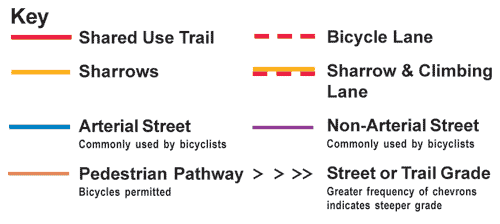 Key
Shared Use Trail
Bicycle Lane
Sharrows
Sharrow & Climbing
Lane
Arterial Street
Commonly used by bicyclists
Non-Arterial Street
Commonly used by bicyclists
Pedestrian Pathway
Bicycles permitted
> > >> Street or Trail Grade
Greater frequency of chevrons
indicates steeper grade